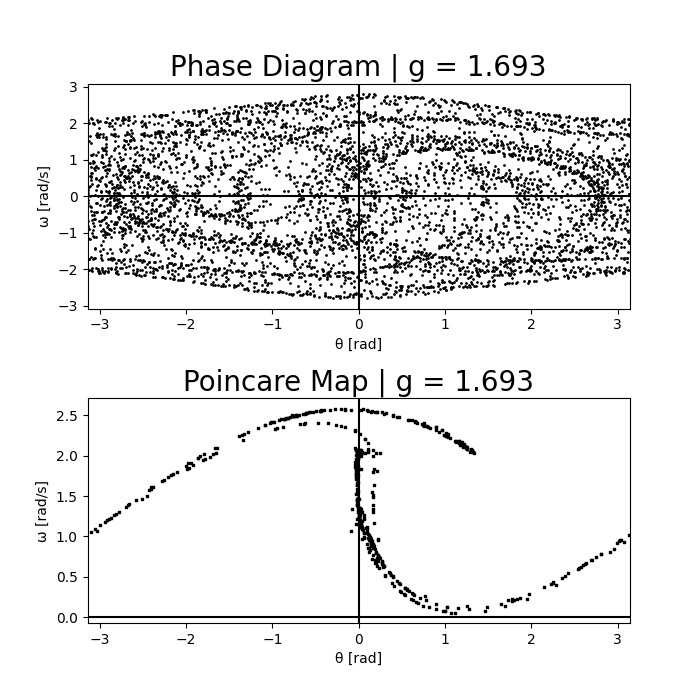 Phase Diagram | g = 1.693
3
2
1
0
−1
−2
−3
ω [rad/s]
−3 −2 −1 0 1 2 3
θ [rad]
Poincare Map | g = 1.693
2.5
2.0
1.5
1.0
0.5
0.0
ω [rad/s]
−3 −2 −1 0 1 2 3
θ [rad]